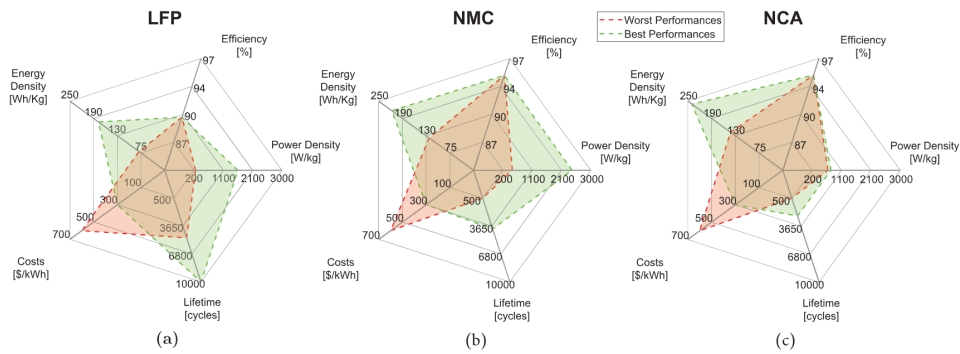 LFP
NMC
NCA
Worst Performances
Best Performances
Efficiency
[%]
97
94
90
87
Energy
Density
[Wh/Kg]
250
190
130
75
Power Density
[W/kg]
200
1100
2100
3000
100
300
500
700
Costs
[$/kWh]
500
3650
6800
10000
Lifetime
[cycles]
(a)
Efficiency
[%]
97
94
90
87
Energy
Density
[Wh/Kg]
250
190
130
75
Power Density
[W/kg]
200
1100
2100
3000
100
300
500
700
Costs
[$/kWh]
500
3650
6800
10000
Lifetime
[cycles]
(b)
Efficiency
[%]
97
94
90
87
Energy
Density
[Wh/Kg]
250
190
130
75
Power Density
[W/kg]
200
1100
2100
3000
100
300
500
700
Costs
[$/kWh]
500
3650
6800
10000
Lifetime
[cycles]
(c)